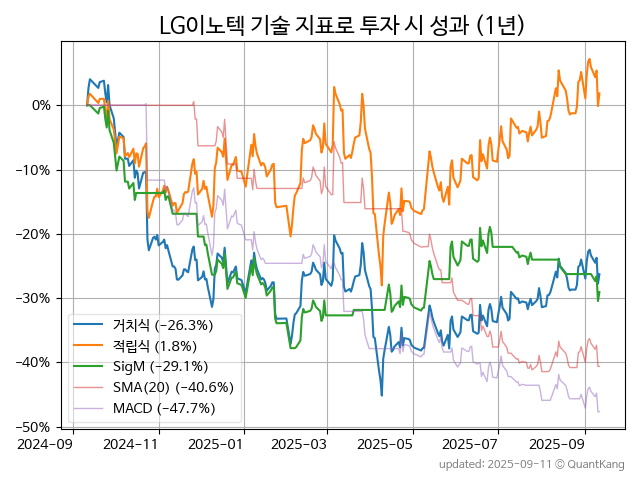 LG이노텍 기술 지표로 투자 시 성과 (1년)
0%
−10%
−20%
−30%
−40%
−50%
거치식 (−26.3%)
적립식 (1.8%)
SigM (−29.1%)
SMA(20) (−40.6%)
MACD (−47.7%)
2024-09 2024-11 2025-01 2025-03 2025-05 2025-07 2025-09
updated: 2025-09-11 © QuantKang